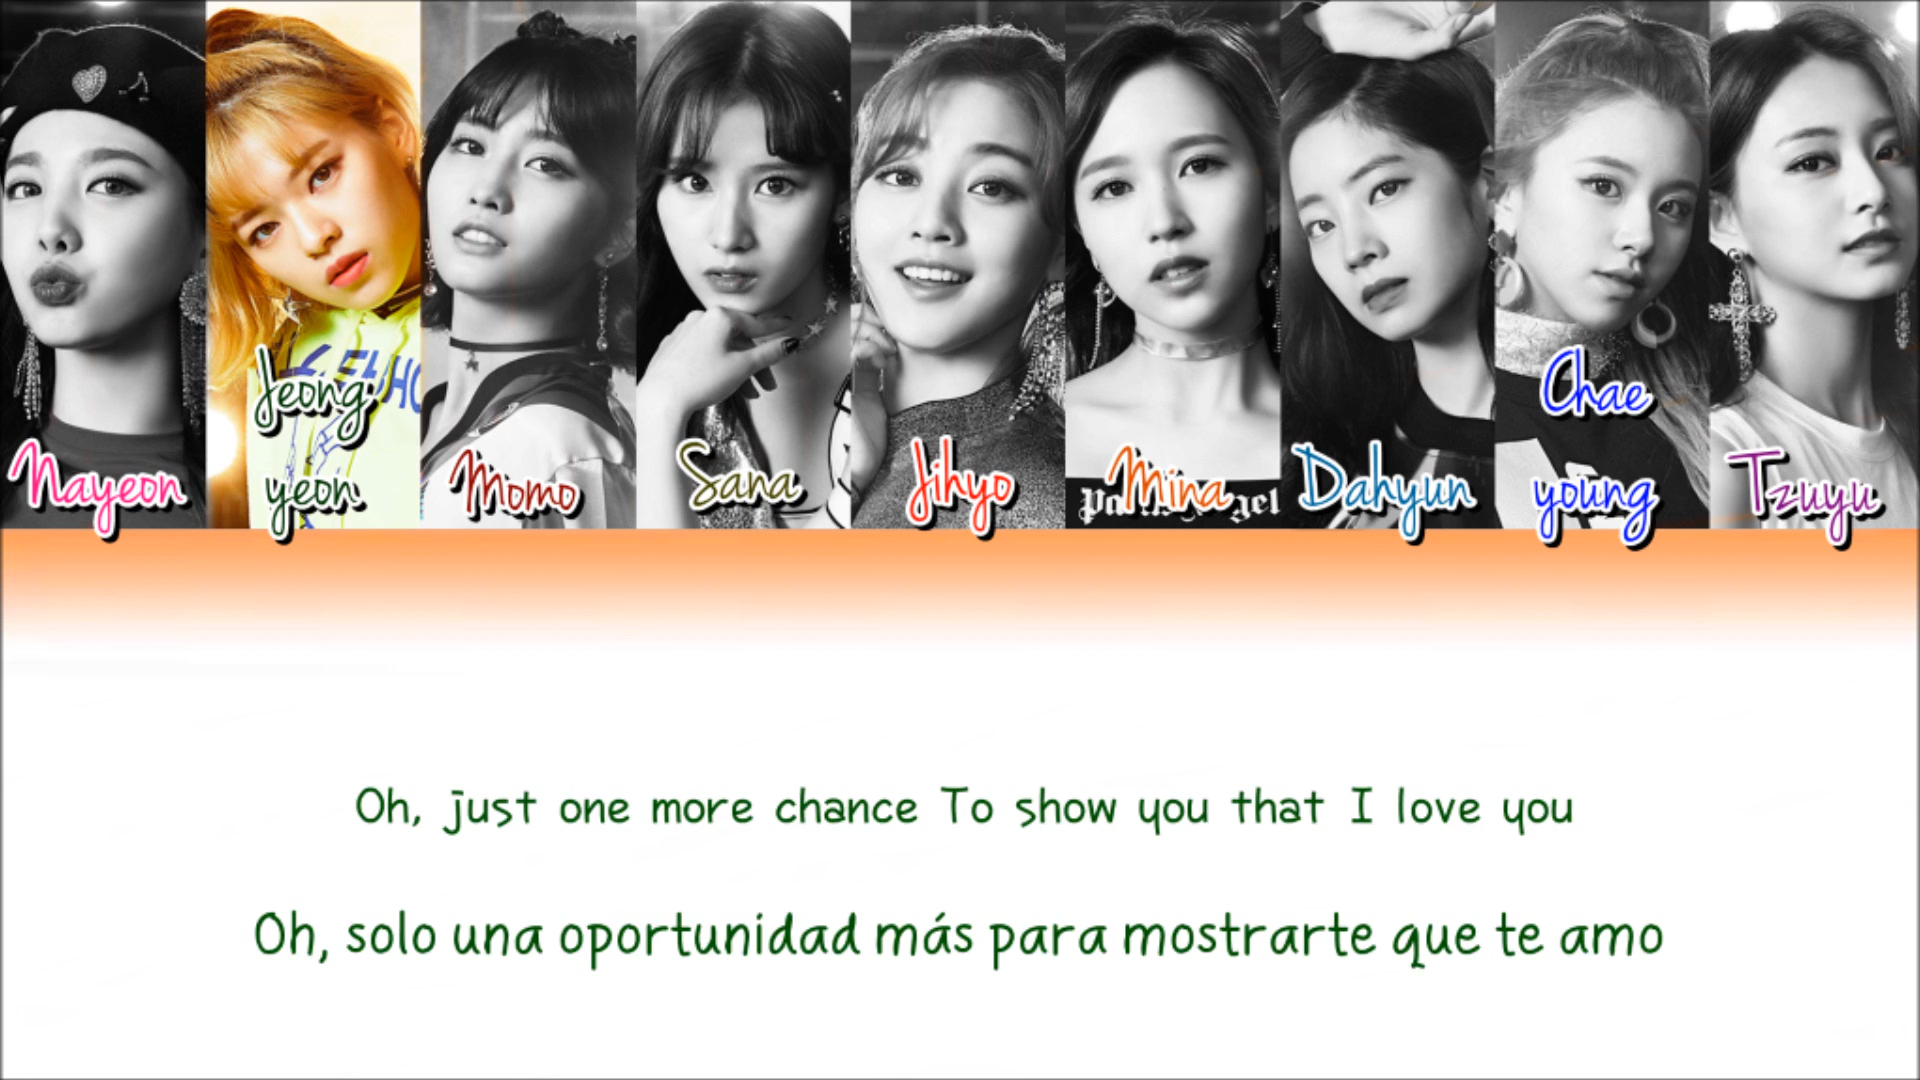 Nayeon
Jeong
yeon
Momo
Sana
Jihyo
Mina
Dahyun
Chae
young
Tzuyu
Oh, just one more chance To show you that I love you
Oh, solo una oportunidad más para mostrarte que te amo